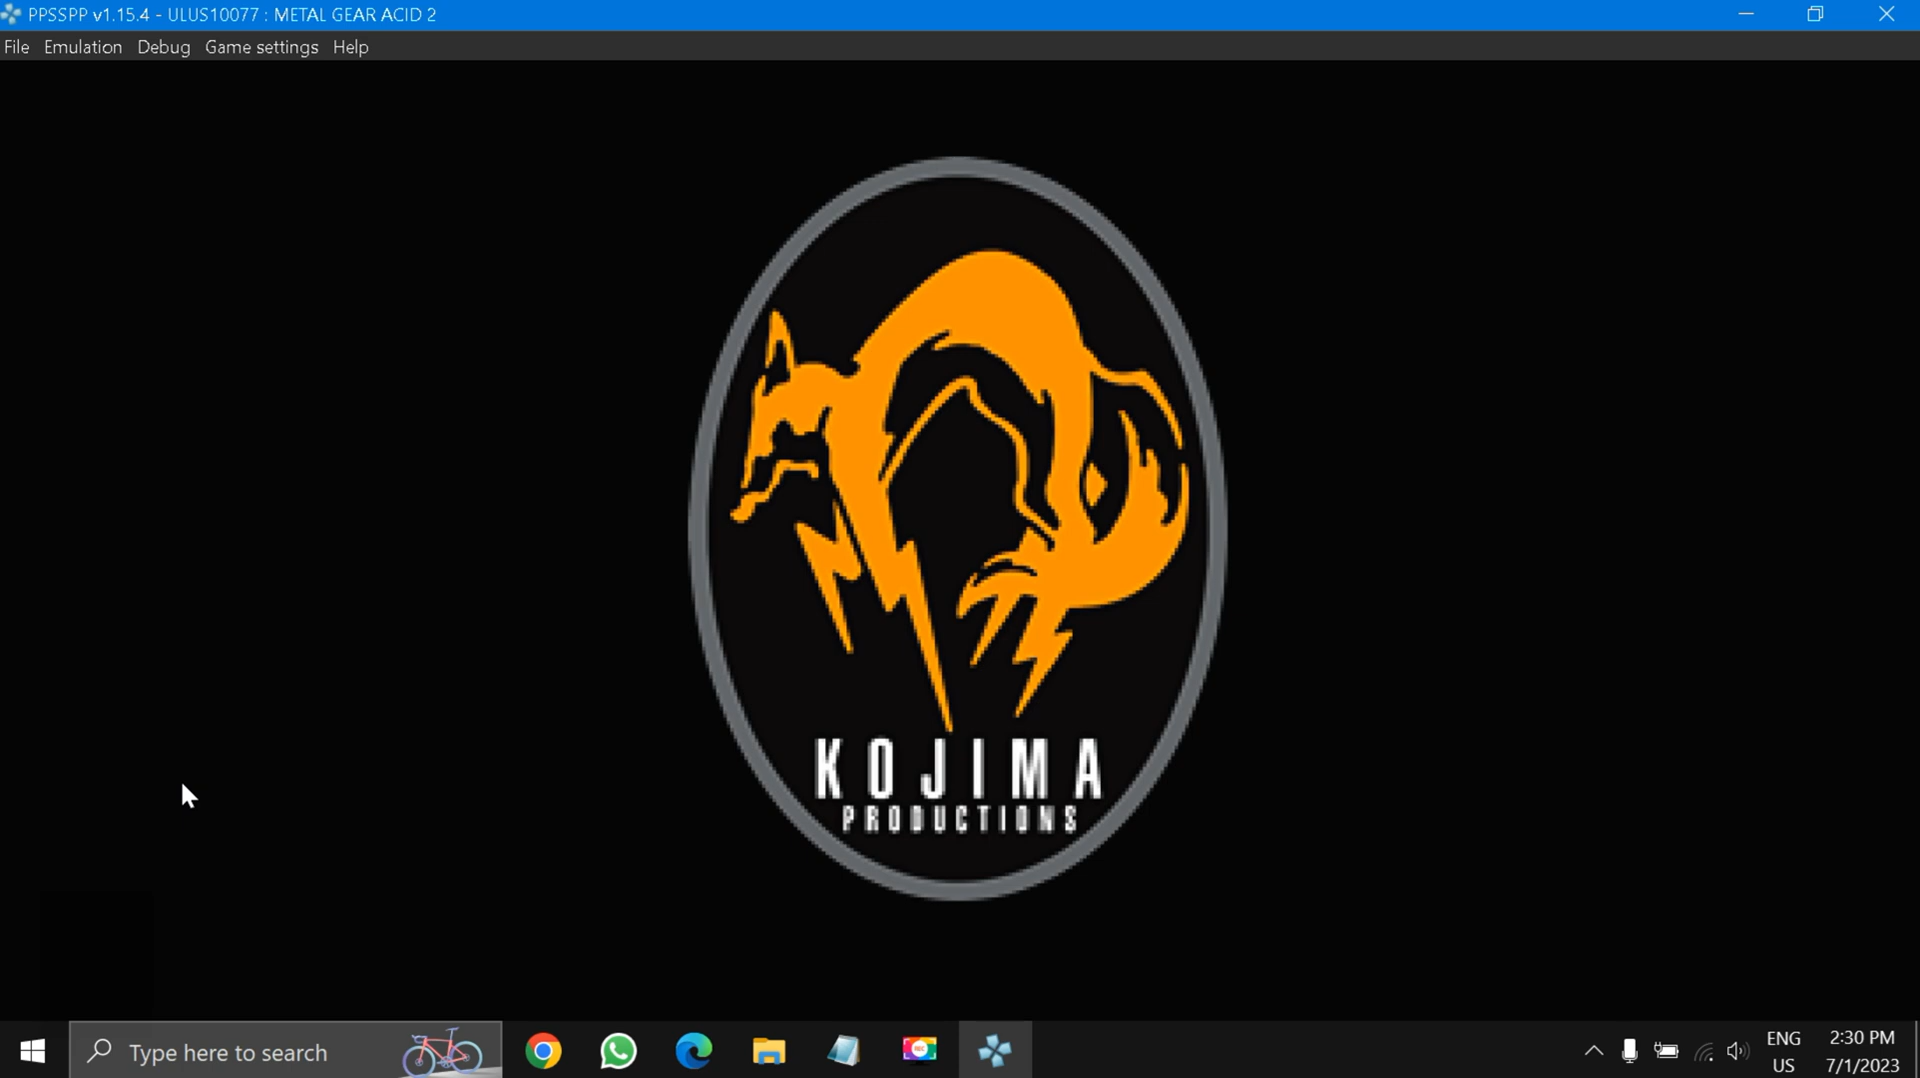 PPSSPP v1.15.4 - ULUS10077 : METAL GEAR ACID 2
File Emulation Debug Game settings Help
KOJIMA
PRODUCTIONS
Type here to search
REC
ENG
US
2:30 PM
7/1/2023